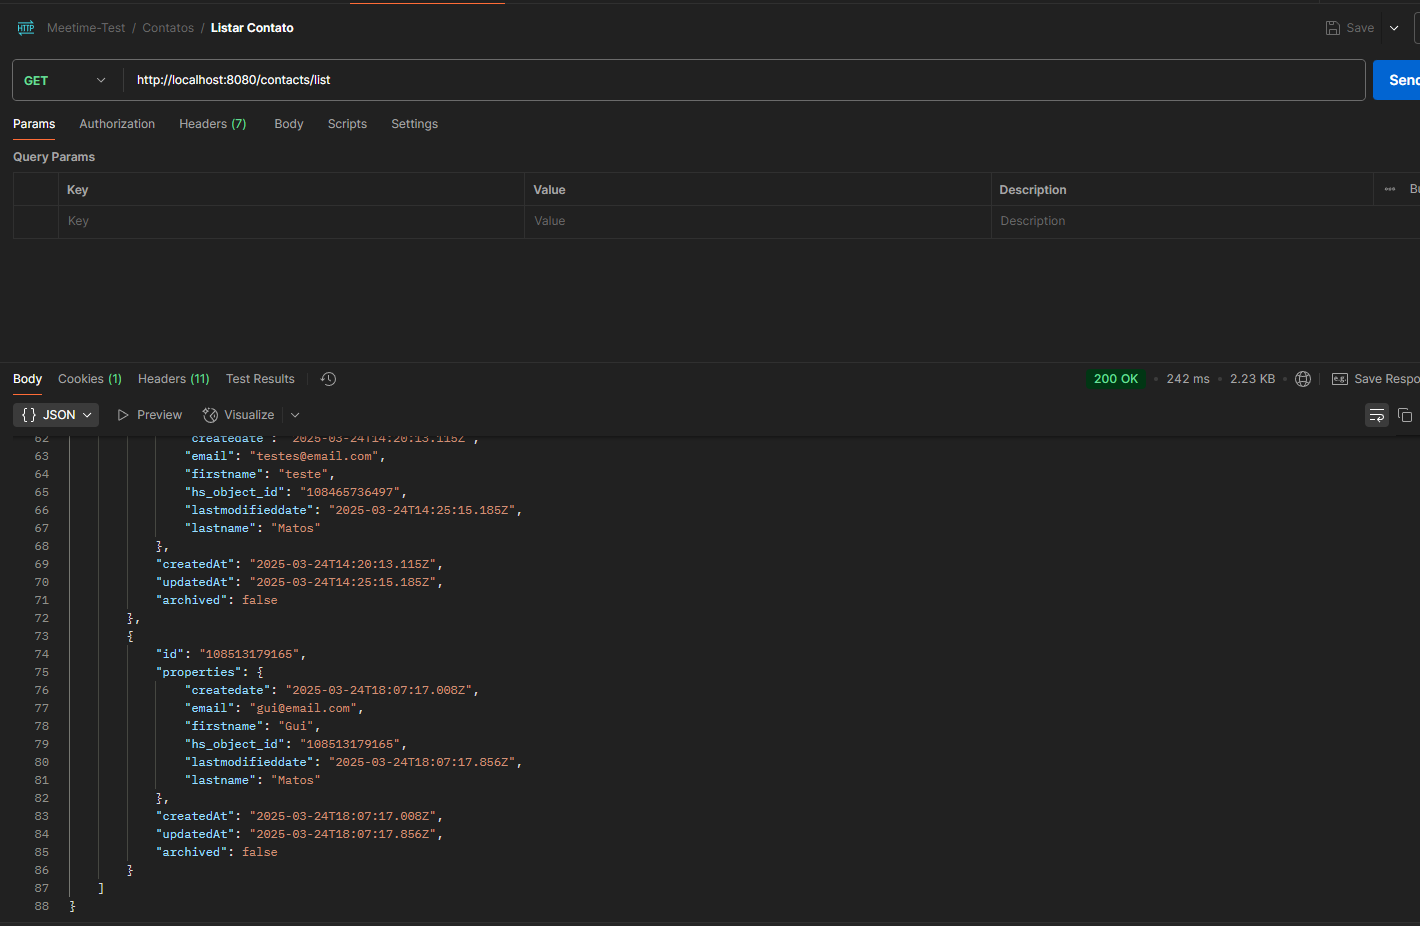 HTTP Meetime-Test / Contatos / Listar Contato Save
GET http://localhost:8080/contacts/list Send
Params Authorization Headers (7) Body Scripts Settings
Query Params
Key Value Description ••• Bu
Key Value Description
Body Cookies (1) Headers (11) Test Results 200 OK • 242 ms • 2.23 KB • e.g. Save Respo
{} JSON Preview Visualize
62 "createdate": "2025-03-24T14:20:13.115Z",
63 "email": "testes@email.com",
64 "firstname": "teste",
65 "hs_object_id": "108465736497",
66 "lastmodifieddate": "2025-03-24T14:25:15.185Z",
67 "lastname": "Matos"
68 },
69 "createdAt": "2025-03-24T14:20:13.115Z",
70 "updatedAt": "2025-03-24T14:25:15.185Z",
71 "archived": false
72 },
73 {
74 "id": "108513179165",
75 "properties": {
76 "createdate": "2025-03-24T18:07:17.008Z",
77 "email": "gui@email.com",
78 "firstname": "Gui",
79 "hs_object_id": "108513179165",
80 "lastmodifieddate": "2025-03-24T18:07:17.856Z",
81 "lastname": "Matos"
82 },
83 "createdAt": "2025-03-24T18:07:17.008Z",
84 "updatedAt": "2025-03-24T18:07:17.856Z",
85 "archived": false
86 }
87 ]
88 }